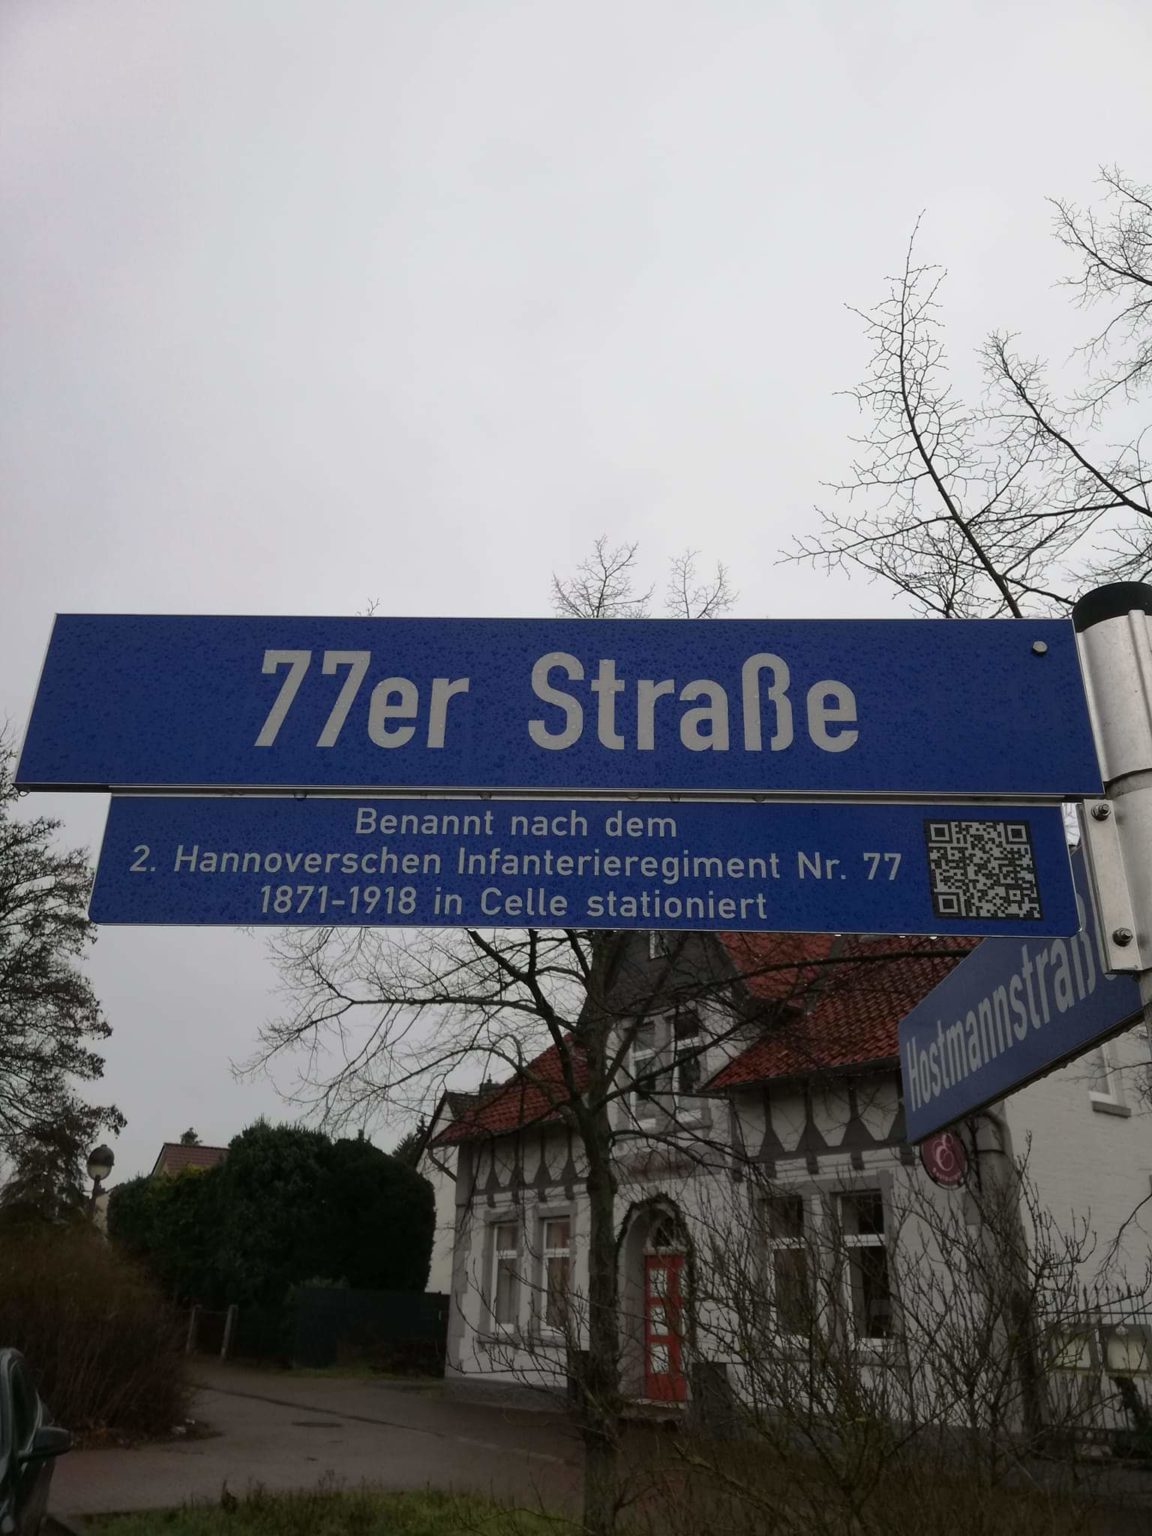 77er Straße
Benannt nach dem
2. Hannoverschen Infanterieregiment Nr. 77
1871-1918 in Celle stationiert
Hostmannstraße